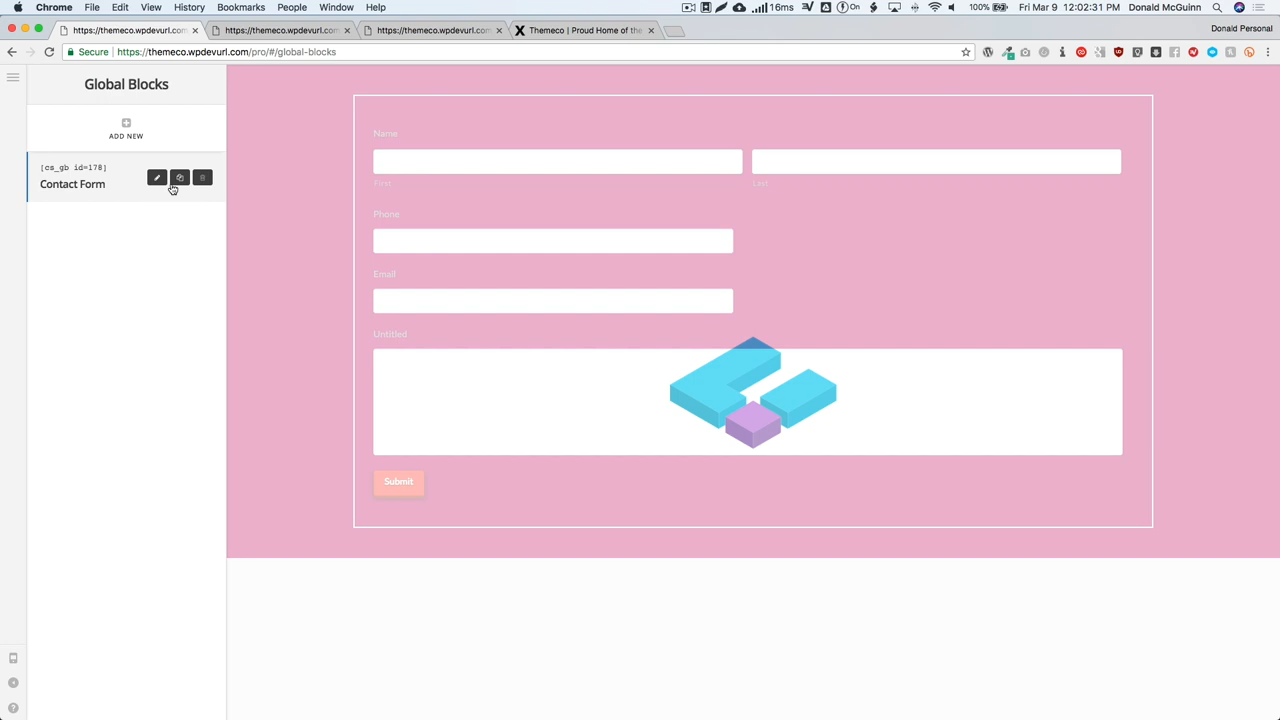 Chrome File Edit View History Bookmarks People Window Help 16ms On 100% Fri Mar 9 12:02:31 Donald McGuinn
https://themeco.wpdevurl.com/ https://themeco.wpdevurl.com/ https://themeco.wpdevurl.com/ Themeco | Proud Home of the Donald Personal
Secure https://themeco.wpdevurl.com/pro/#/global-blocks
Global Blocks
ADD NEW
[cs_gb id=178]
Contact Form
Name
First Last
Phone
Email
Untitled
Submit